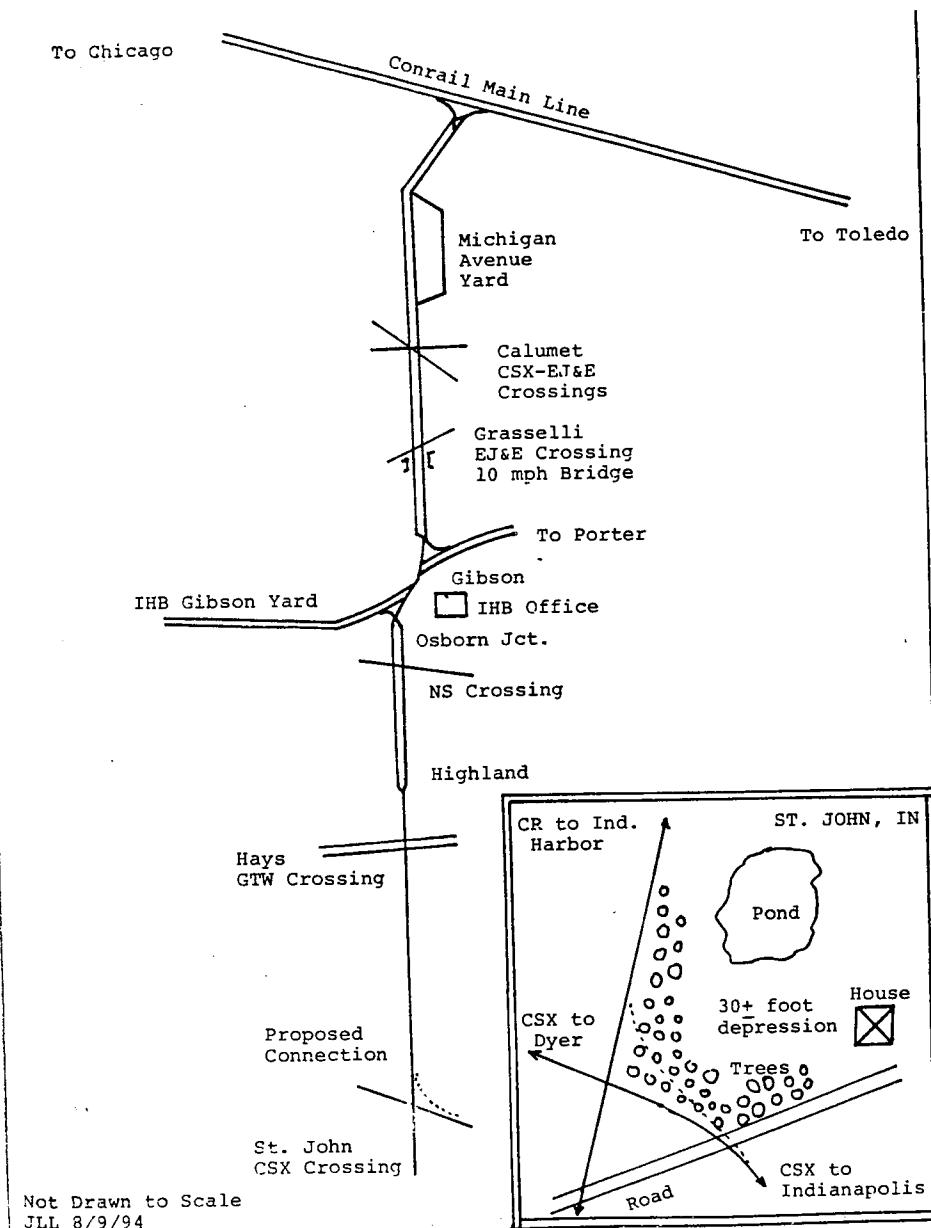 To Chicago
Conrail Main Line
To Toledo
Michigan
Avenue
Yard
Calumet
CSX-EJ&E
Crossings
Grasselli
EJ&E Crossing
10 mph Bridge
To Porter
Gibson
IHB Gibson Yard
IHB Office
Osborn Jct.
NS Crossing
Highland
Hays
GTW Crossing
Proposed
Connection
St. John
CSX Crossing
Not Drawn to Scale
JLL 8/9/94
CR to Ind.
Harbor
ST. JOHN, IN
Pond
CSX to
Dyer
30+ foot
depression
House
Trees
Road
CSX to
Indianapolis